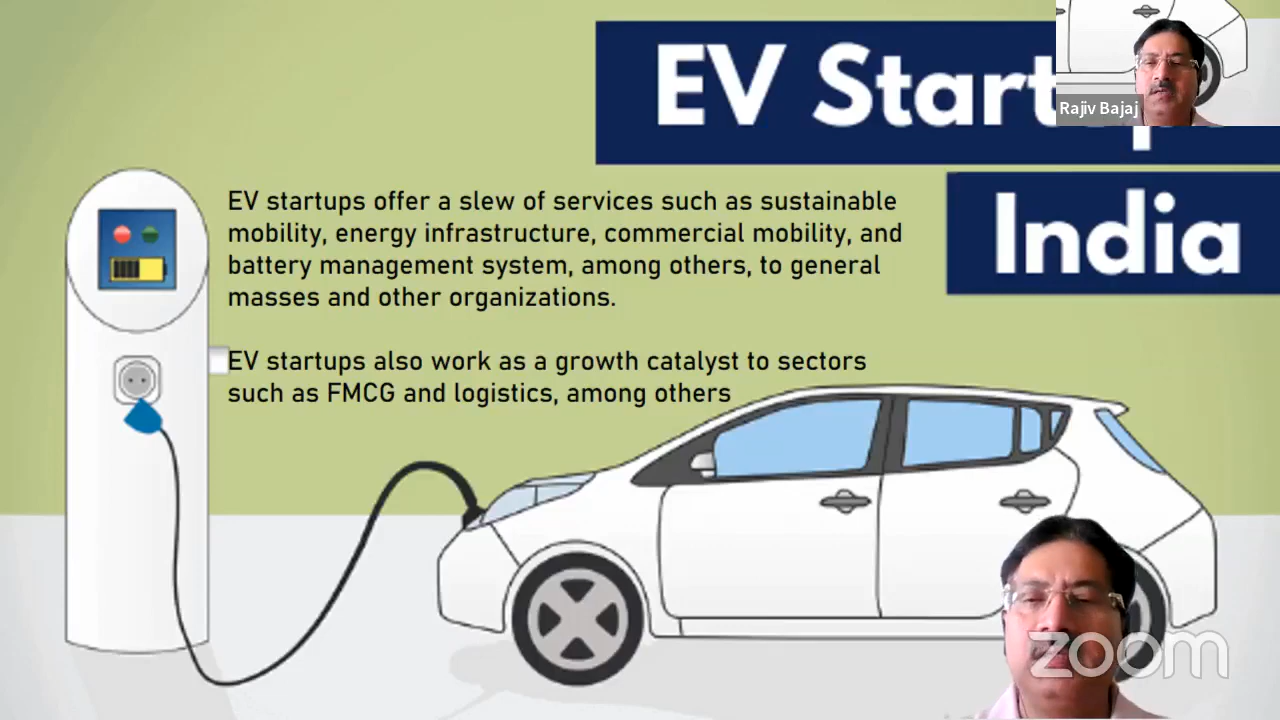 EV Start
Rajiv Bajaj
India
EV startups offer a slew of services such as sustainable
mobility, energy infrastructure, commercial mobility, and
battery management system, among others, to general
masses and other organizations.
EV startups also work as a growth catalyst to sectors
such as FMCG and logistics, among others
zoom